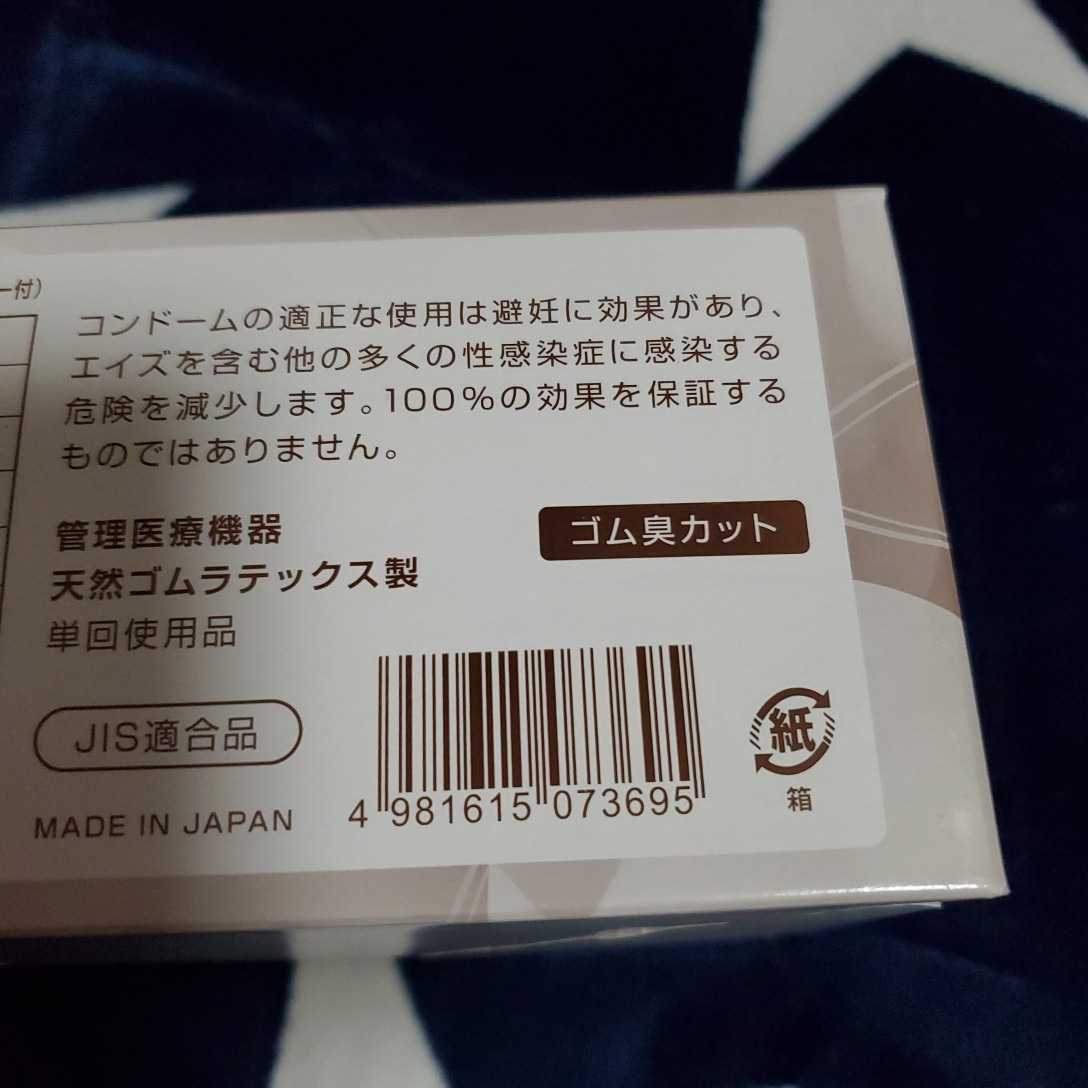 ー付)
コンドームの適正な使用は避妊に効果があり、
エイズを含む他の多くの性感染症に感染する
危険を減少します。100%の効果を保証する
ものではありません。
管理医療機器
ゴム臭カット
天然ゴムラテックス製
単回使用品
JIS適合品
MADE IN JAPAN
4 981615 073695
紙
箱